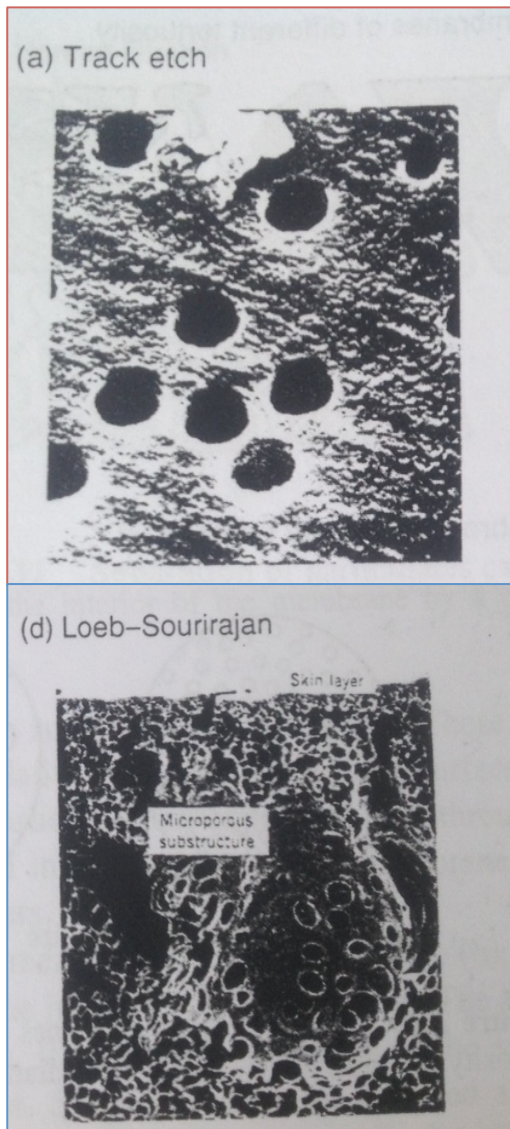 (a) Track etch
(d) Loeb–Sourirajan
Skin layer
Microporous
substructure